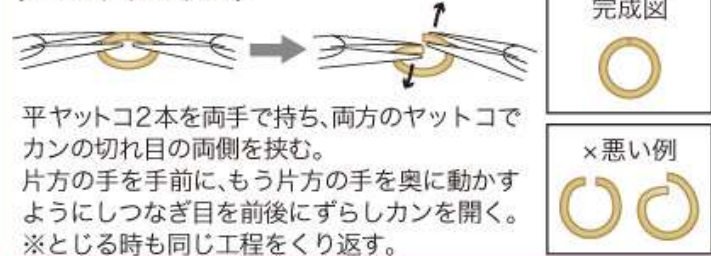 完成図
×悪い例
平ヤットコ2本を両手で持ち、両方のヤットコで
カンの切れ目の両側を挟む。
片方の手を手前に、もう片方の手を奥に動かす
ようにしつなぎ目を前後にずらしカンを開く。
※とじる時も同じ工程をくり返す。